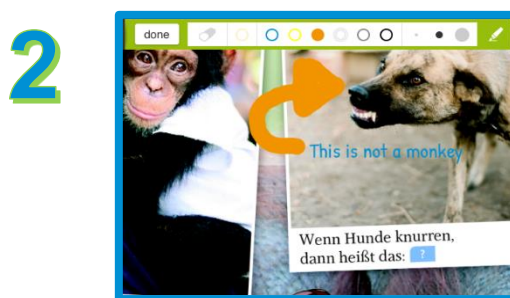 2
done
This is not a monkey
Wenn Hunde knurren,
dann heißt das: ?